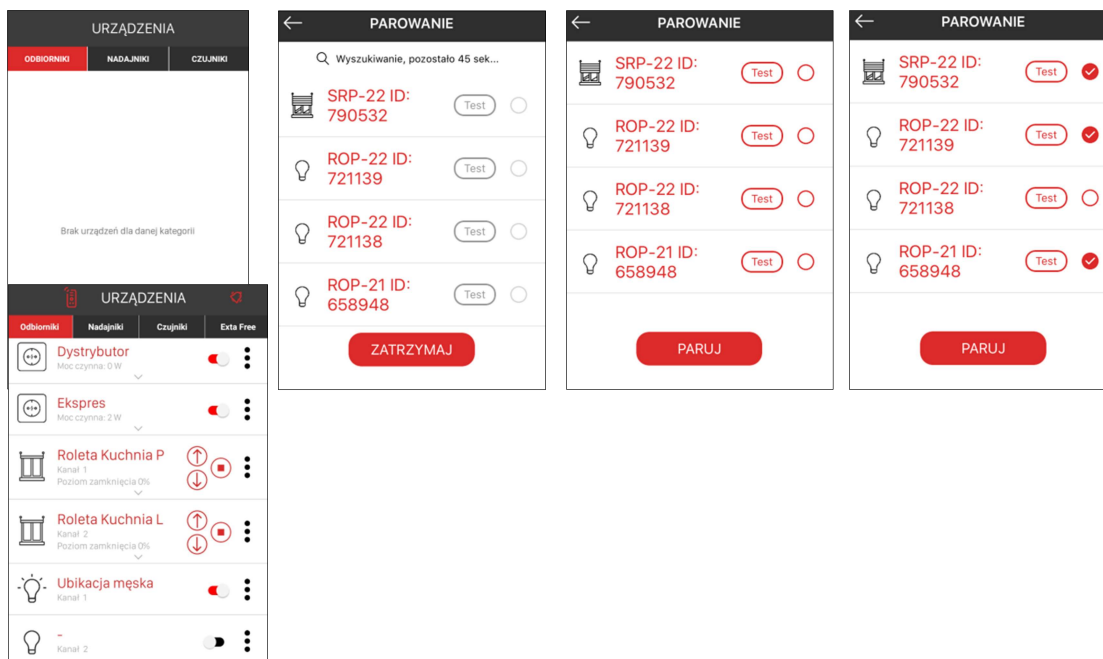 URZĄDZENIA
ODBIORNIKI NADAJNIKI CZUJNIKI
Brak urządzeń dla danej kategorii
URZĄDZENIA
Odbiorniki Nadajniki Czujniki Exta Free
Dystrybutor
Moc czynna: 0 W
Ekspres
Moc czynna: 2 W
Roleta Kuchnia P
Kanał 1
Poziom zamknięcia 0%
Roleta Kuchnia L
Kanał 2
Poziom zamknięcia 0%
Ubikacja męska
Kanał 1
-
Kanał 2
PAROWANIE
Wyszukiwanie, pozostało 45 sek...
SRP-22 ID:
790532
Test
ROP-22 ID:
721139
Test
ROP-22 ID:
721138
Test
ROP-21 ID:
658948
Test
ZATRZYMAJ
PAROWANIE
SRP-22 ID:
790532
Test
ROP-22 ID:
721139
Test
ROP-22 ID:
721138
Test
ROP-21 ID:
658948
Test
PARUJ
PAROWANIE
SRP-22 ID:
790532
Test
ROP-22 ID:
721139
Test
ROP-22 ID:
721138
Test
ROP-21 ID:
658948
Test
PARUJ